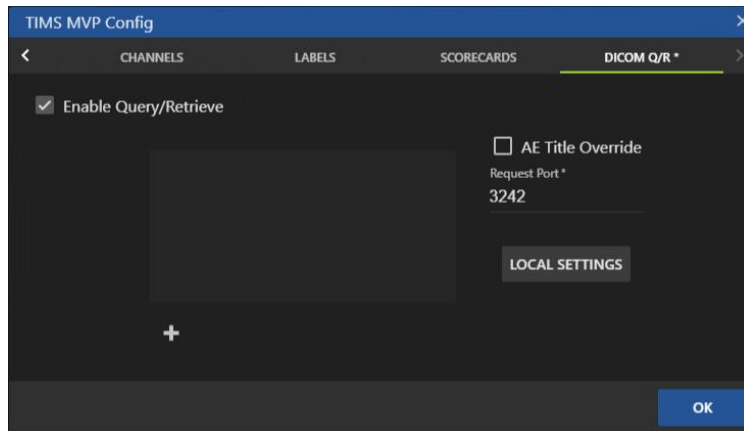 TIMS MVP Config
CHANNELS LABELS SCORECARDS DICOM Q/R *
Enable Query/Retrieve
AE Title Override
Request Port *
3242
LOCAL SETTINGS
OK